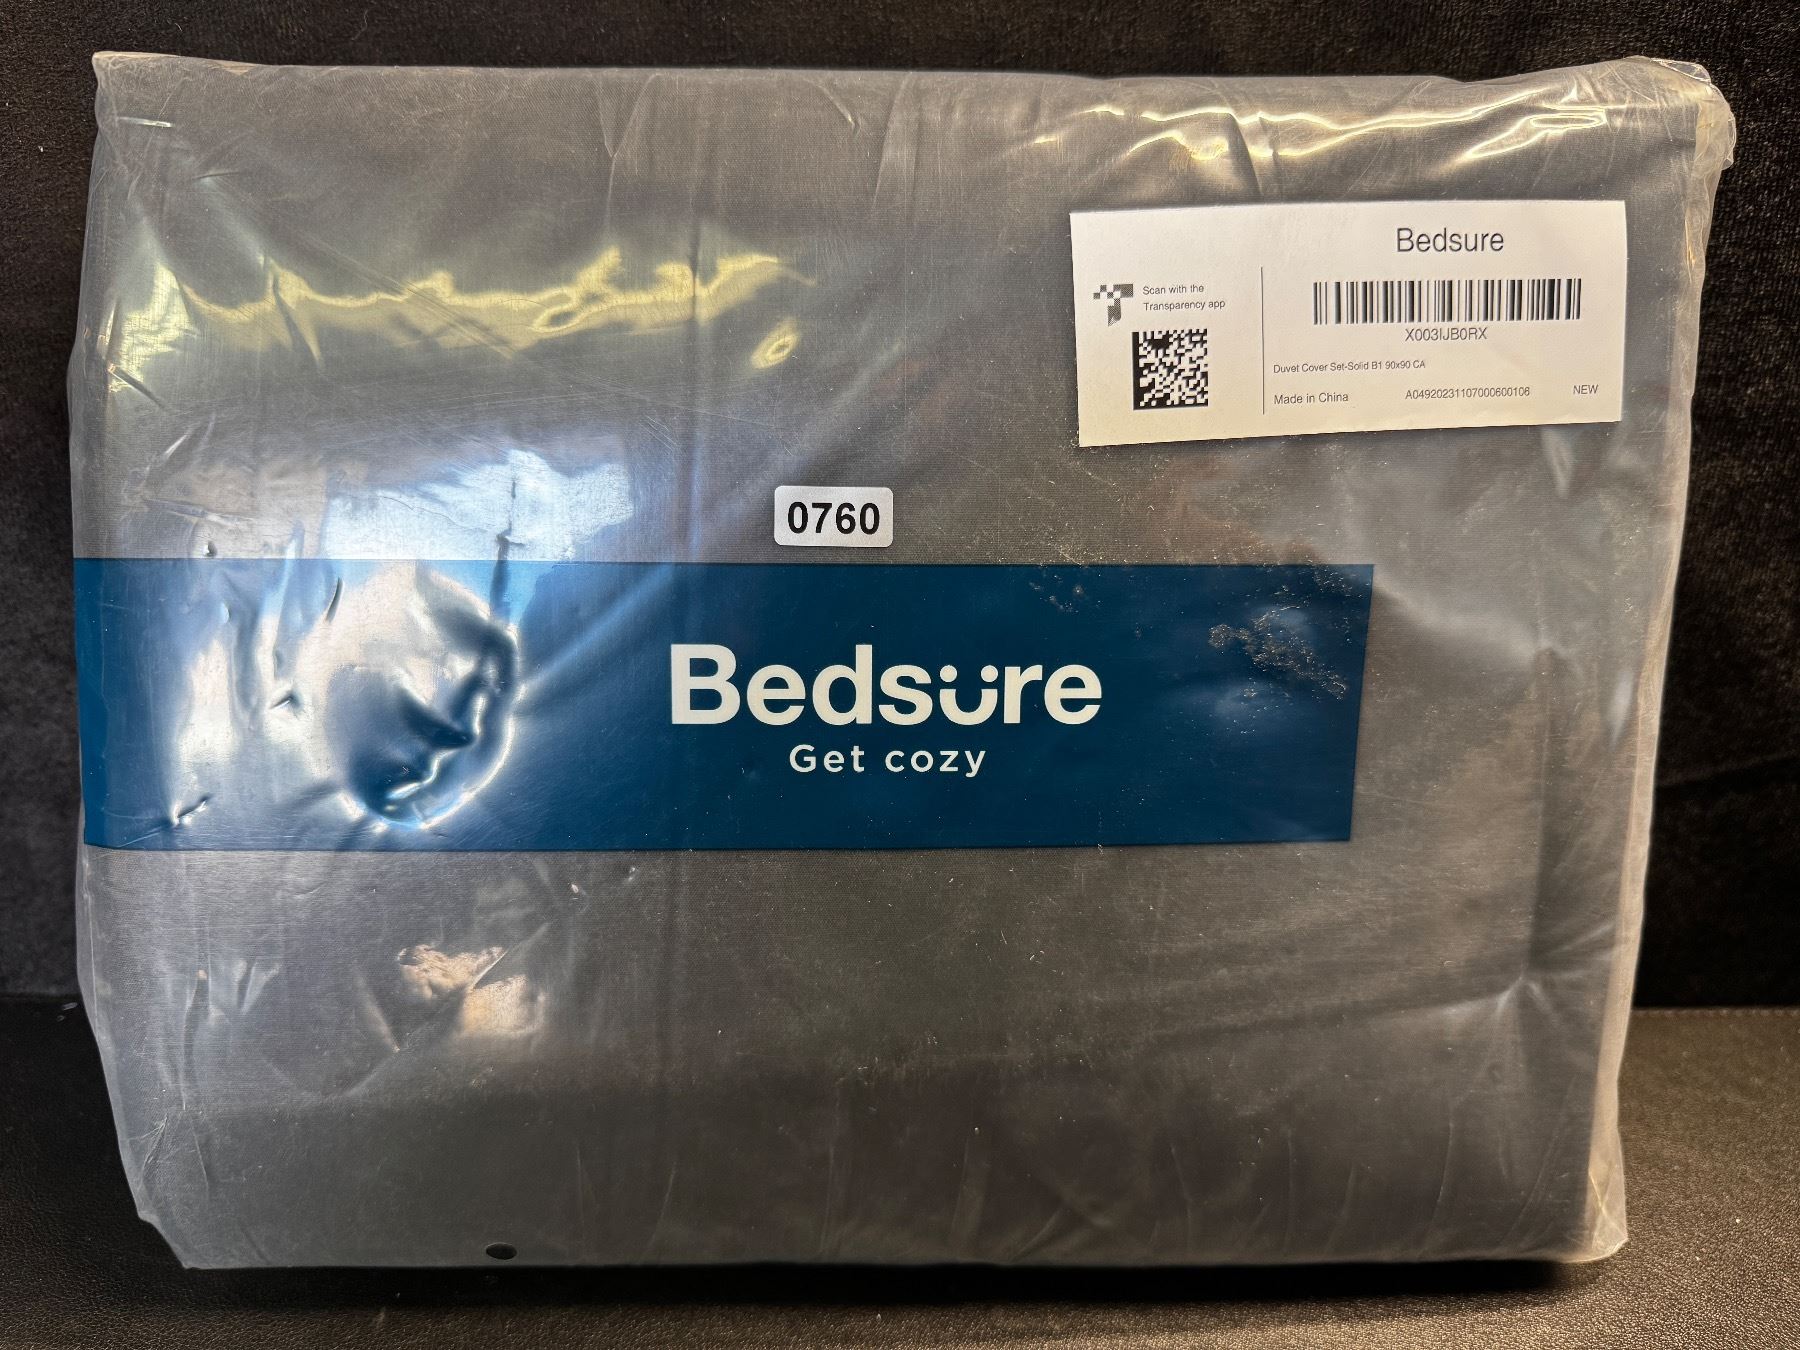 Bedsure
Scan with the
Transparency app
X003IJB0RX
Duvet Cover Set-Solid B1 90x90 CA
Made in China A04920231107000600106 NEW
0760
Bedsure
Get cozy